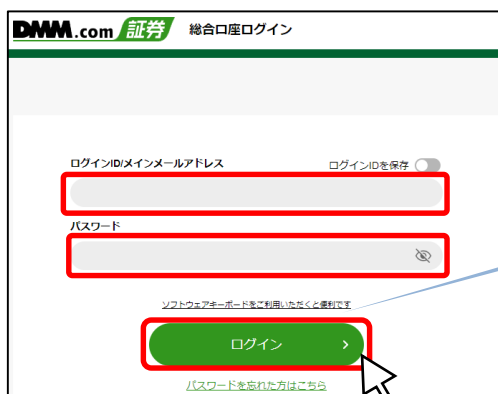 DMM.com 証券 総合口座ログイン
ログインID/メインメールアドレス ログインIDを保存
パスワード
ソフトウェアキーボードをご利用いただくと便利です
ログイン
パスワードを忘れた方はこちら